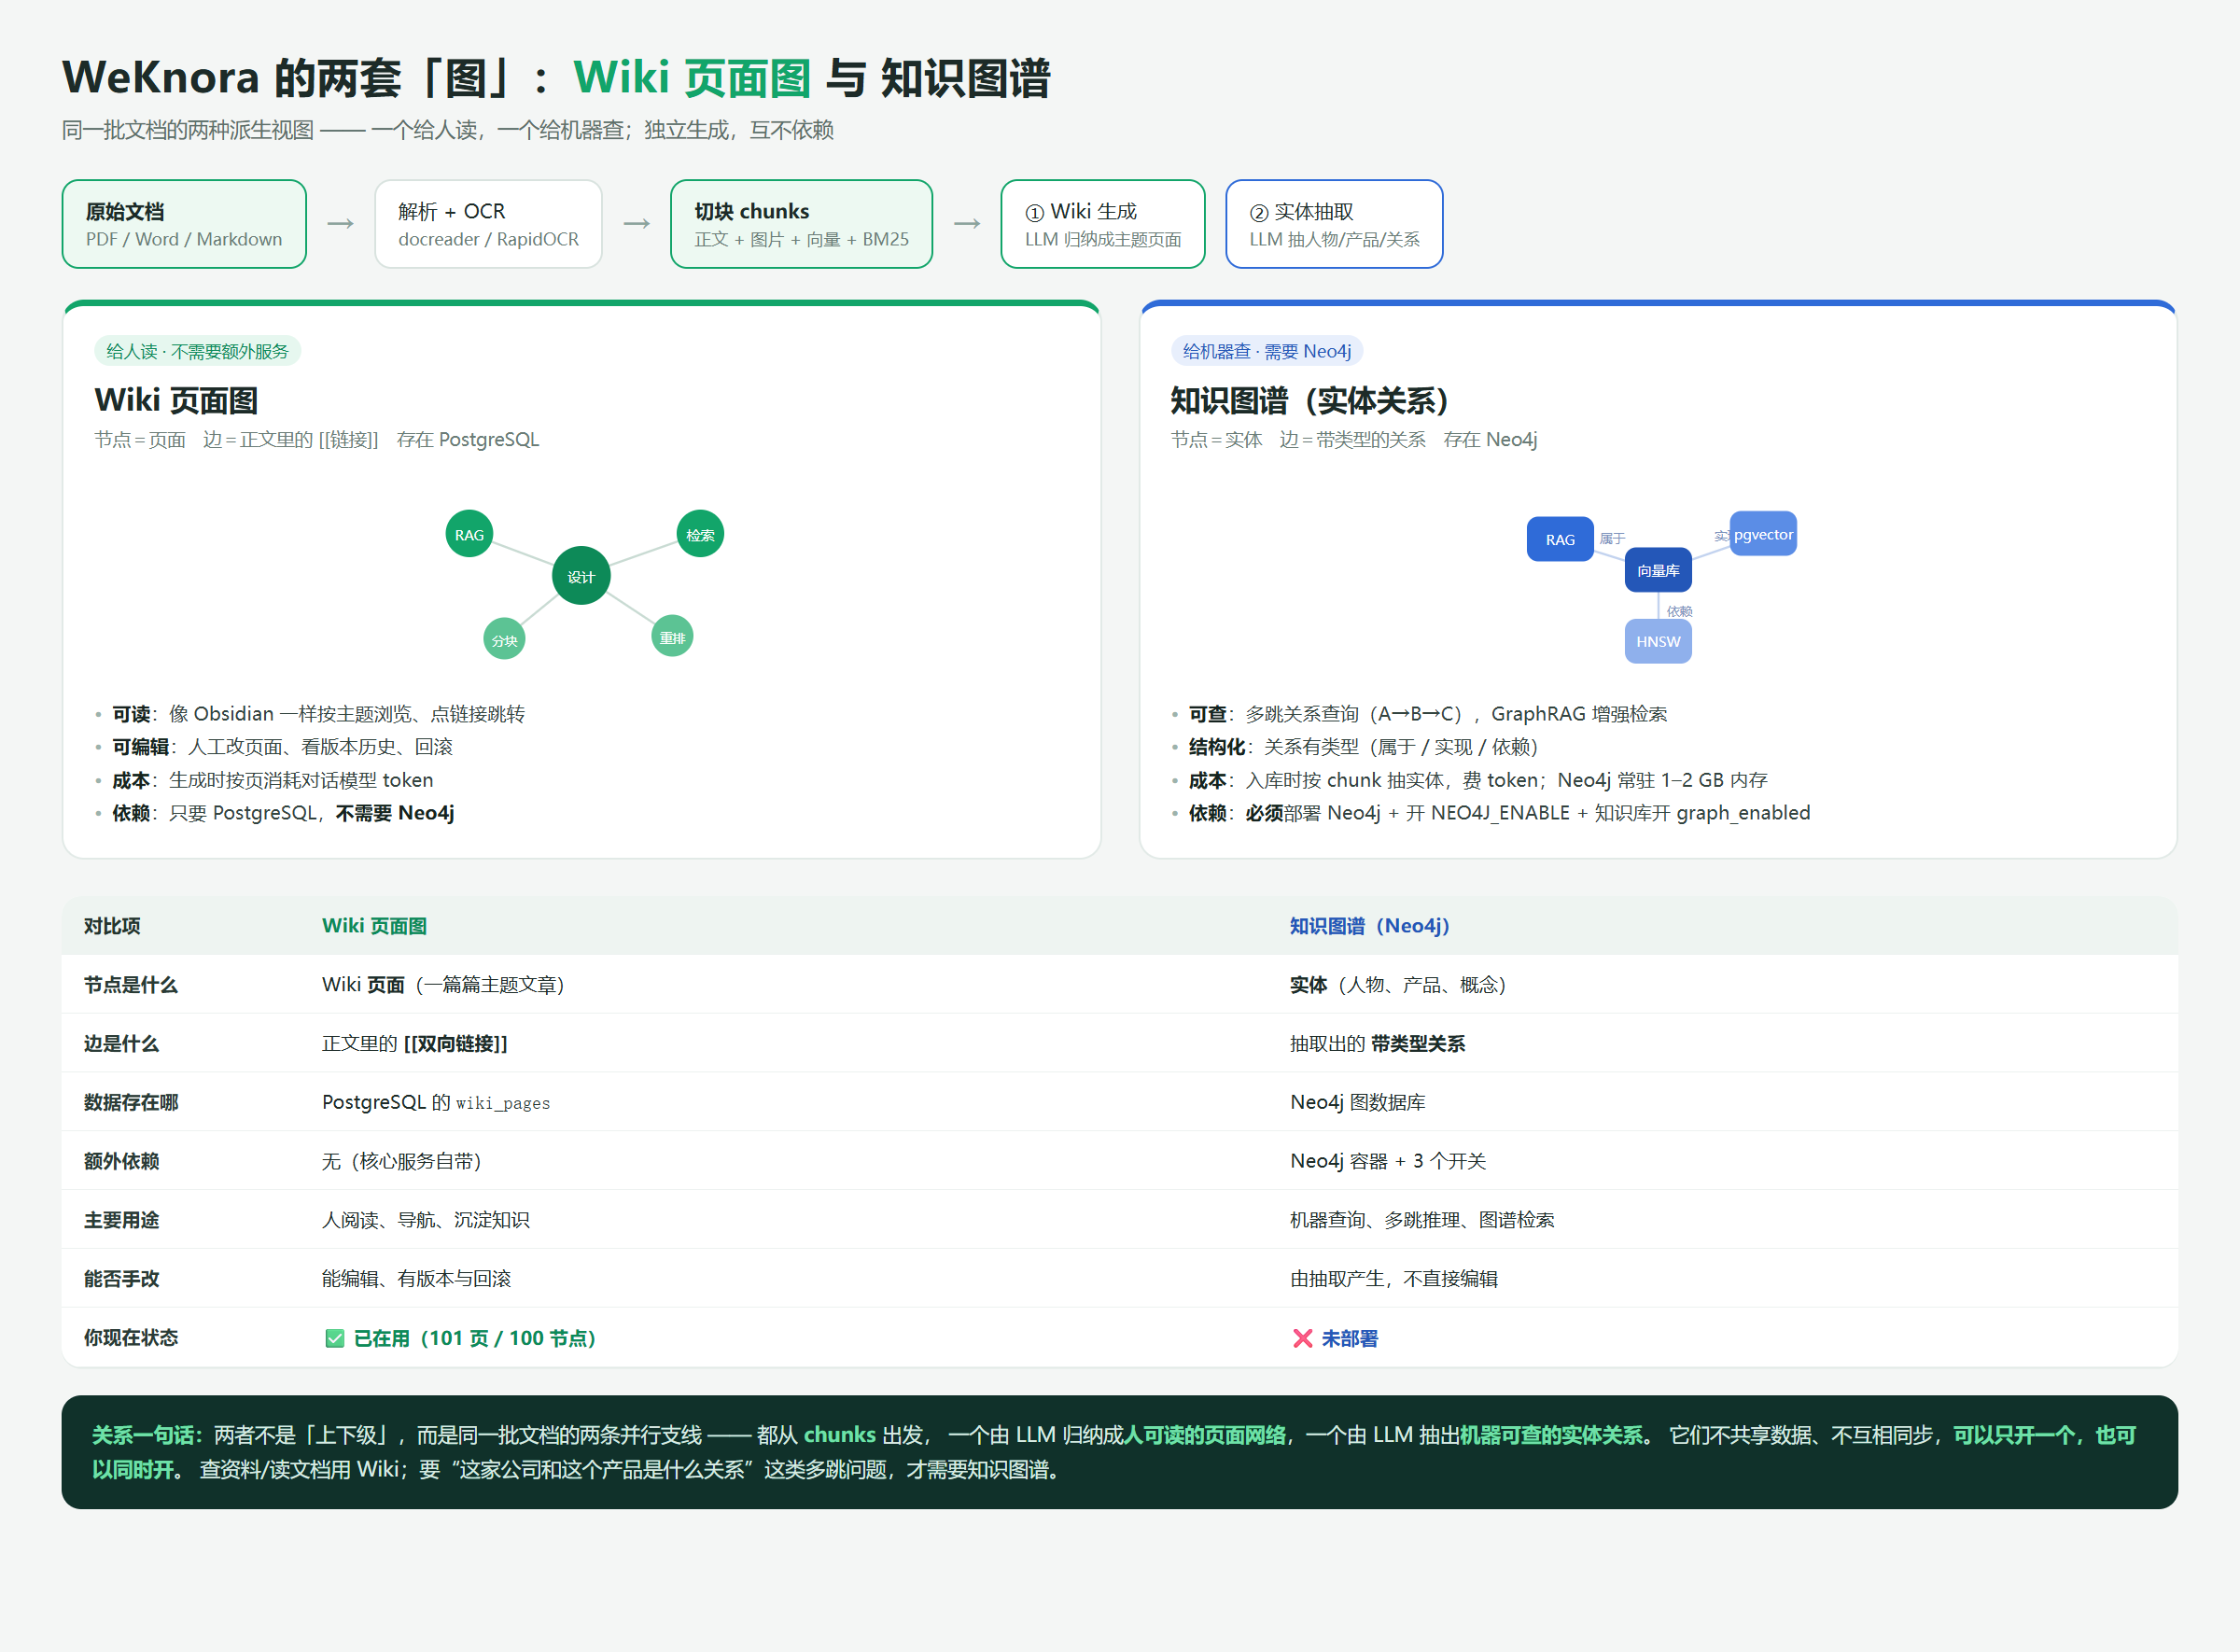 WeKnora 的两套「图」：Wiki 页面图 与 知识图谱
同一批文档的两种派生视图 —— 一个给人读，一个给机器查；独立生成，互不依赖
原始文档
PDF / Word / Markdown
→
解析 + OCR
docreader / RapidOCR
→
切块 chunks
正文 + 图片 + 向量 + BM25
→
① Wiki 生成
LLM 归纳成主题页面
② 实体抽取
LLM 抽人物/产品/关系
给人读 · 不需要额外服务
Wiki 页面图
节点＝页面　边＝正文里的 [[链接]]　存在 PostgreSQL
RAG
检索
设计
分块
重排
• 可读：像 Obsidian 一样按主题浏览、点链接跳转
• 可编辑：人工改页面、看版本历史、回滚
• 成本：生成时按页消耗对话模型 token
• 依赖：只要 PostgreSQL，不需要 Neo4j
给机器查 · 需要 Neo4j
知识图谱（实体关系）
节点＝实体　边＝带类型的关系　存在 Neo4j
RAG
属于
实
pgvector
向量库
依赖
HNSW
• 可查：多跳关系查询（A→B→C），GraphRAG 增强检索
• 结构化：关系有类型（属于 / 实现 / 依赖）
• 成本：入库时按 chunk 抽实体，费 token；Neo4j 常驻 1–2 GB 内存
• 依赖：必须部署 Neo4j + 开 NEO4J_ENABLE + 知识库开 graph_enabled
对比项 Wiki 页面图 知识图谱（Neo4j）
节点是什么 Wiki 页面（一篇篇主题文章） 实体（人物、产品、概念）
边是什么 正文里的 [[双向链接]] 抽取出的 带类型关系
数据存在哪 PostgreSQL 的 wiki_pages Neo4j 图数据库
额外依赖 无（核心服务自带） Neo4j 容器 + 3 个开关
主要用途 人阅读、导航、沉淀知识 机器查询、多跳推理、图谱检索
能否手改 能编辑、有版本与回滚 由抽取产生，不直接编辑
你现在状态 ✅ 已在用（101 页 / 100 节点） ❌ 未部署
关系一句话：两者不是「上下级」，而是同一批文档的两条并行支线 —— 都从 chunks 出发， 一个由 LLM 归纳成人可读的页面网络，一个由 LLM 抽出机器可查的实体关系。 它们不共享数据、不互相同步，可以只开一个，也可
以同时开。 查资料/读文档用 Wiki；要“这家公司和这个产品是什么关系”这类多跳问题，才需要知识图谱。